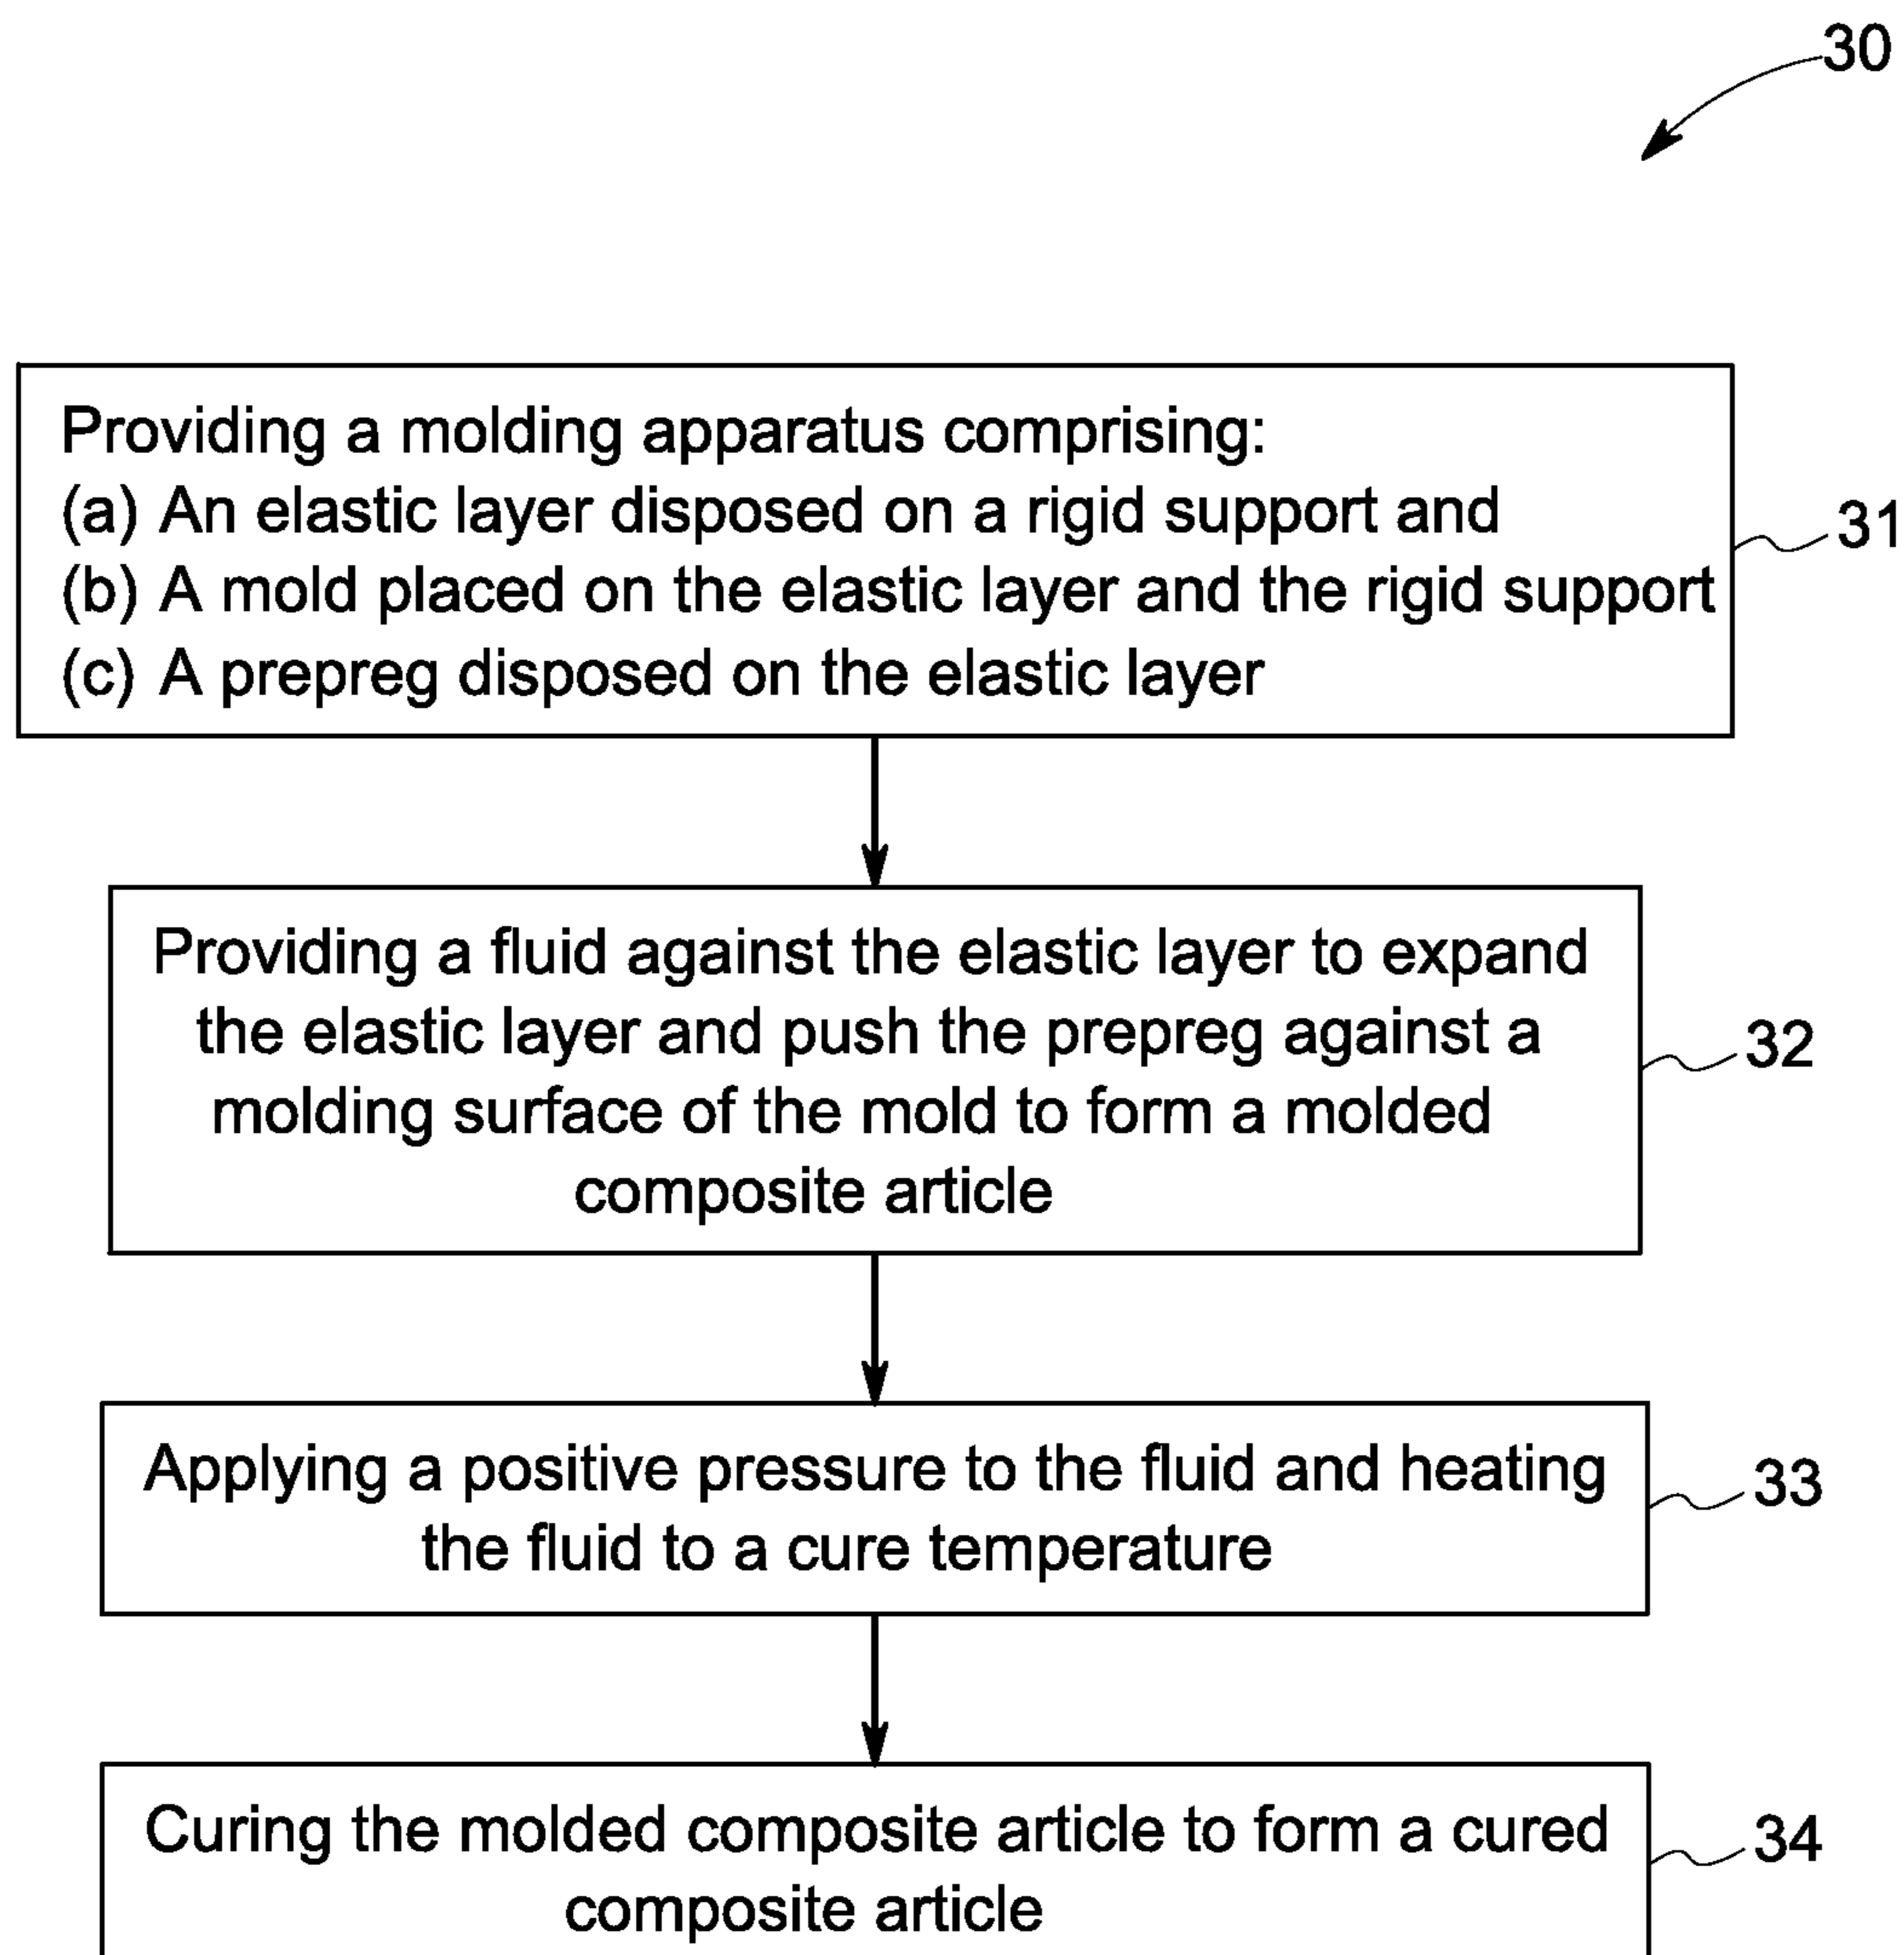 30
Providing a molding apparatus comprising:
(a) An elastic layer disposed on a rigid support and
(b) A mold placed on the elastic layer and the rigid support
(c) A prepreg disposed on the elastic layer
31
Providing a fluid against the elastic layer to expand
the elastic layer and push the prepreg against a
molding surface of the mold to form a molded
composite article
32
Applying a positive pressure to the fluid and heating
the fluid to a cure temperature
33
Curing the molded composite article to form a cured
composite article
34